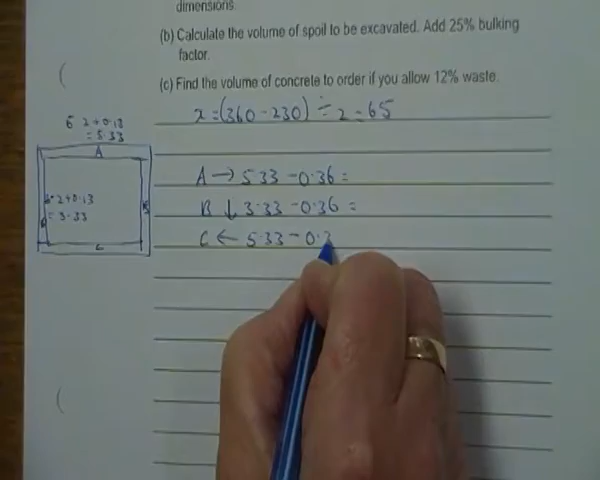 dimensions.
(b) Calculate the volume of spoil to be excavated. Add 25% bulking
factor.
(c) Find the volume of concrete to order if you allow 12% waste.
x = (360 - 230) ÷ 2 = 65
2+0.13
= 5.33
A
A → 5.33 - 0.36 =
B ↓ 3.33 - 0.36 =
C ← 5.33 - 0.3
2+0.13
= 3.33
B
C